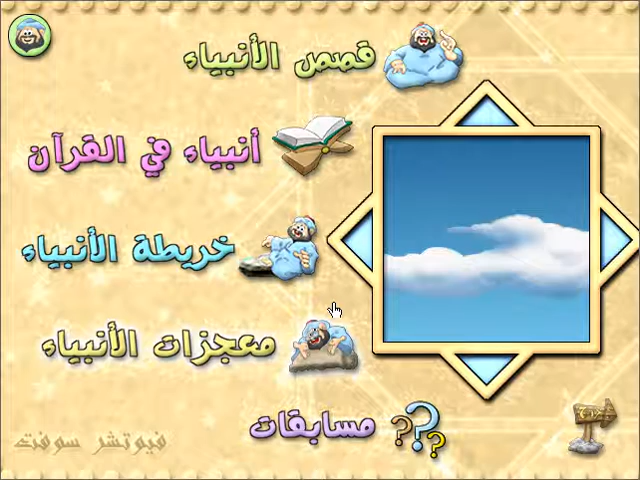 قصص الأنبياء
أنبياء في القرآن
خريطة الأنبياء
معجزات الأنبياء
مسابقات
فيوتشر سوفت